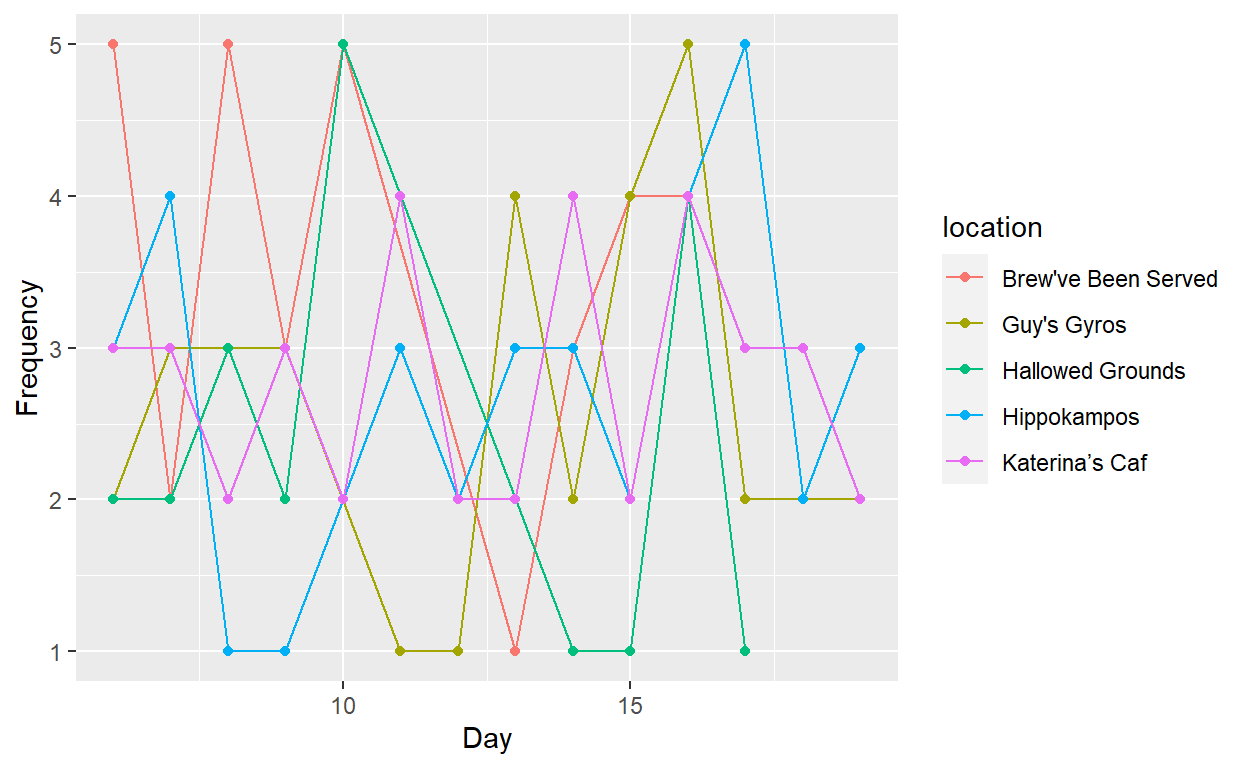 5
4
3
2
1
Frequency
10
15
Day
location
Brew've Been Served
Guy's Gyros
Hallowed Grounds
Hippokampos
Katerina’s Caf